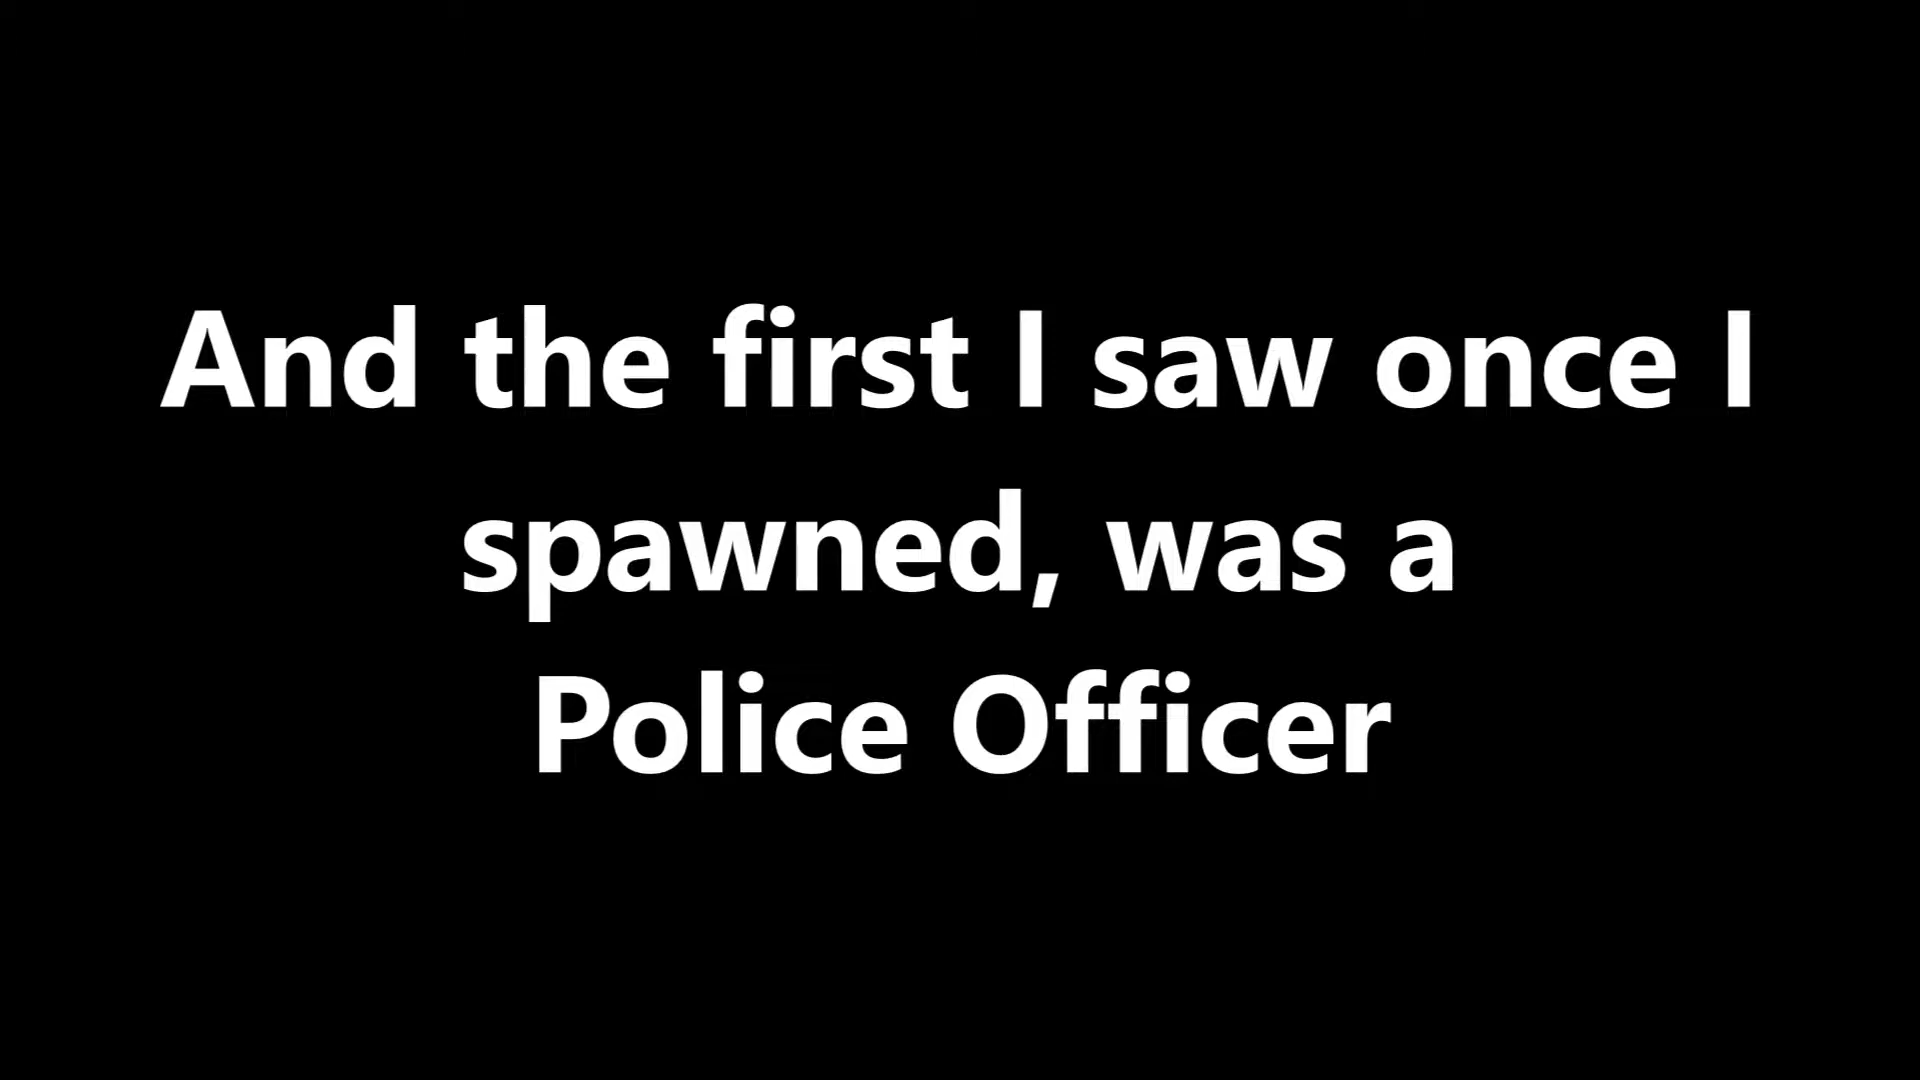 And the first I saw once I
spawned, was a
Police Officer